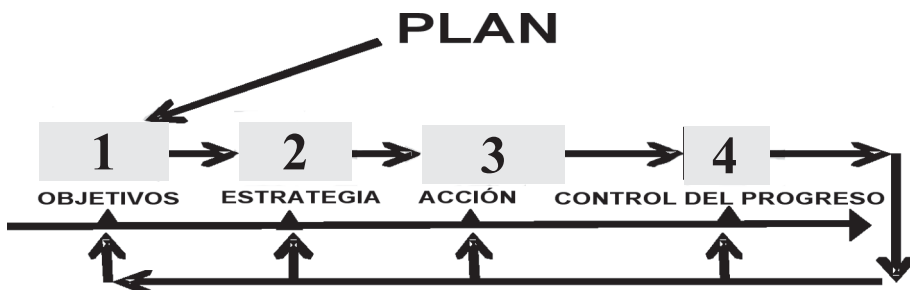 PLAN
1 2 3 4
OBJETIVOS ESTRATEGIA ACCIÓN CONTROL DEL PROGRESO